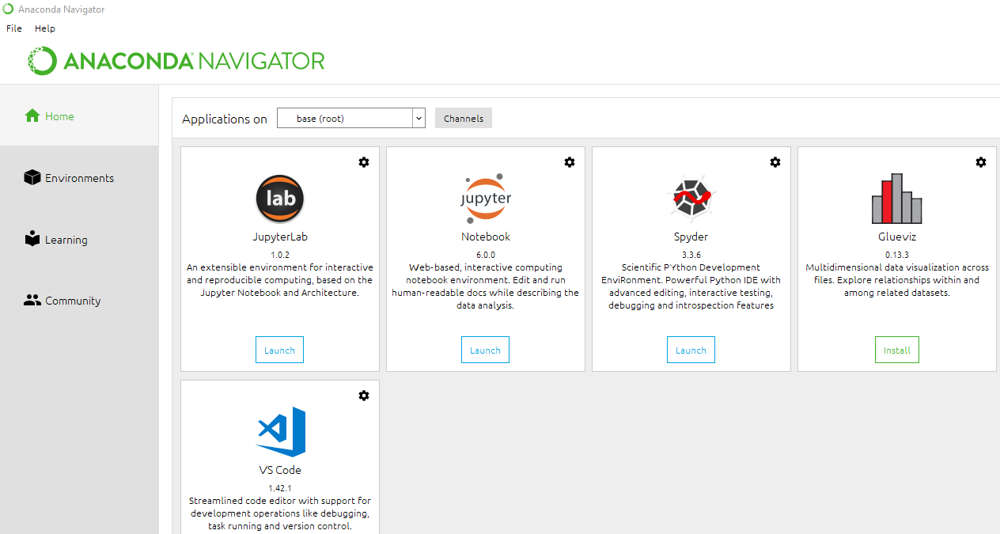 Anaconda Navigator
File Help
ANACONDA NAVIGATOR
Home
Environments
Learning
Community
Applications on base (root) Channels
lab
JupyterLab
1.0.2
An extensible environment for interactive
and reproducible computing, based on the
Jupyter Notebook and Architecture.
Launch
jupyter
Notebook
6.0.0
Web-based, interactive computing
notebook environment. Edit and run
human-readable docs while describing the
data analysis.
Launch
Spyder
3.3.6
Scientific PYthon Development
EnviRonment. Powerful Python IDE with
advanced editing, interactive testing,
debugging and introspection features
Launch
Glueviz
0.13.3
Multidimensional data visualization across
files. Explore relationships within and
among related datasets.
Install
VS Code
1.42.1
Streamlined code editor with support for
development operations like debugging,
task running and version control.